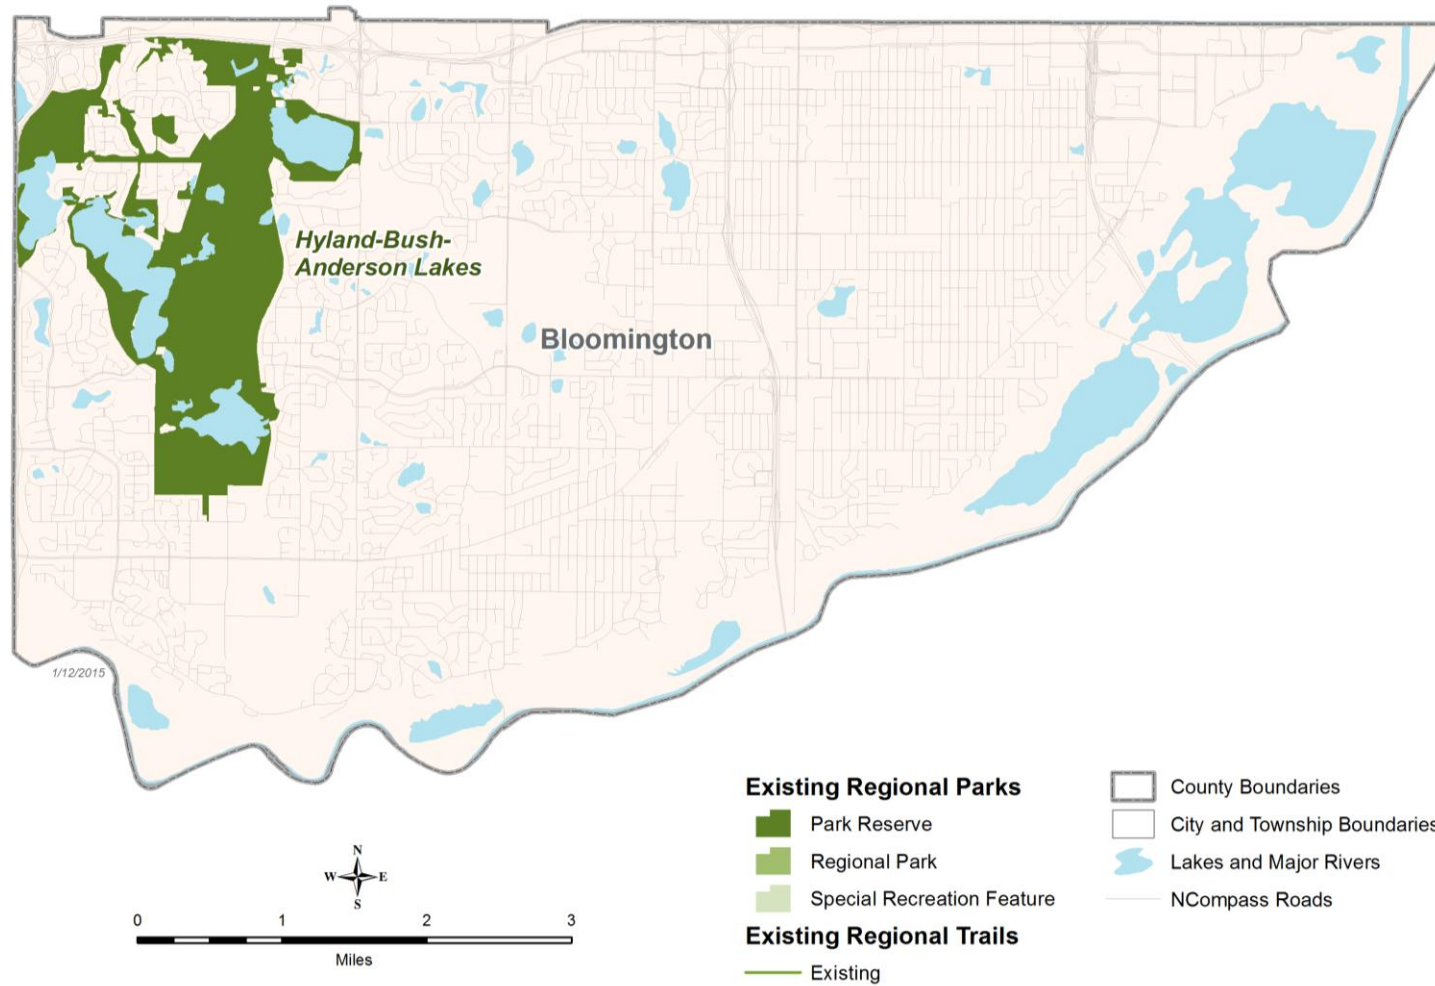 Hyland-Bush-
Anderson Lakes
Bloomington
1/12/2015
N
W E
S
0 1 2 3
Miles
Existing Regional Parks
Park Reserve
Regional Park
Special Recreation Feature
Existing Regional Trails
Existing
County Boundaries
City and Township Boundaries
Lakes and Major Rivers
NCompass Roads